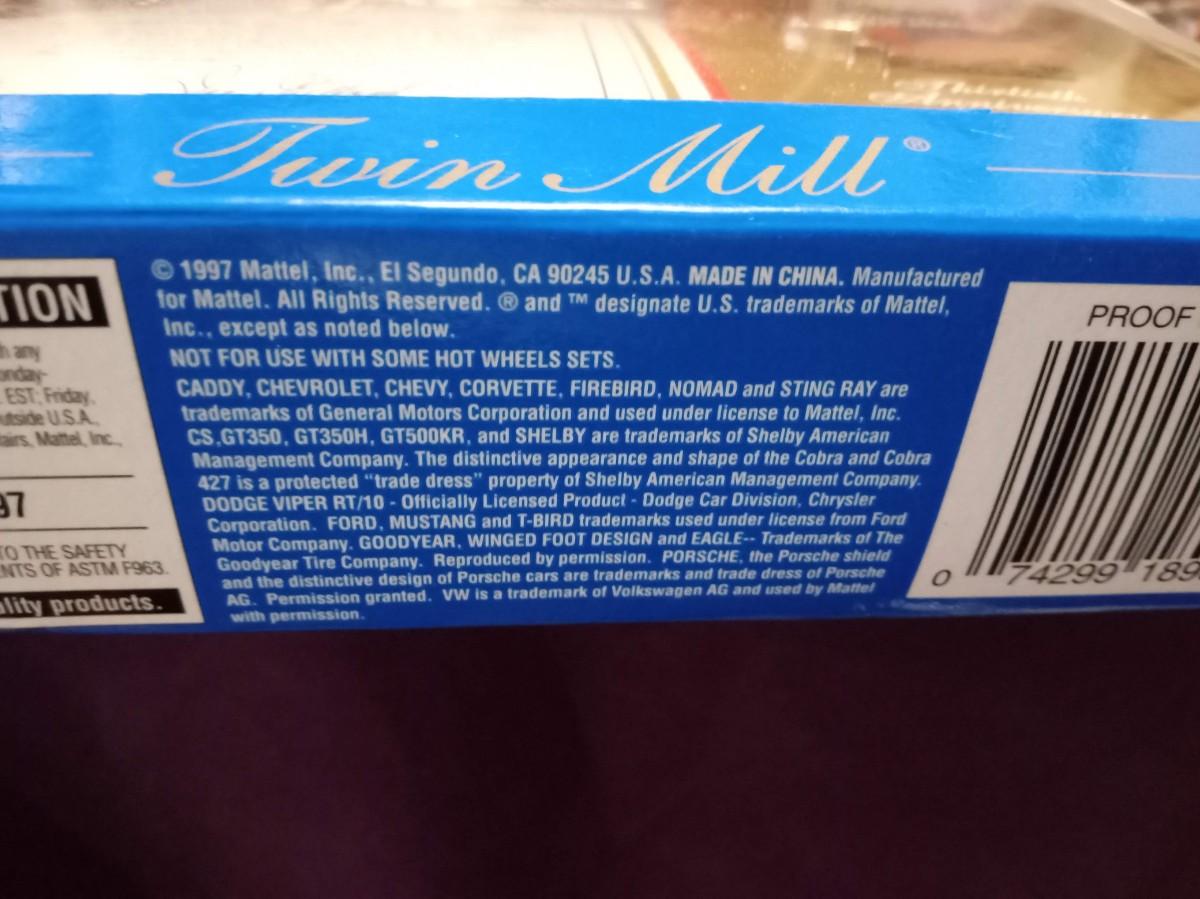 Twin Mill®
© 1997 Mattel, Inc., El Segundo, CA 90245 U.S.A. MADE IN CHINA. Manufactured
for Mattel. All Rights Reserved. ® and ™ designate U.S. trademarks of Mattel,
Inc., except as noted below.
NOT FOR USE WITH SOME HOT WHEELS SETS.
CADDY, CHEVROLET, CHEVY, CORVETTE, FIREBIRD, NOMAD and STING RAY are
trademarks of General Motors Corporation and used under license to Mattel, Inc.
CS,GT350, GT350H, GT500KR, and SHELBY are trademarks of Shelby American
Management Company. The distinctive appearance and shape of the Cobra and Cobra
427 is a protected "trade dress" property of Shelby American Management Company.
DODGE VIPER RT/10 - Officially Licensed Product - Dodge Car Division, Chrysler
Corporation. FORD, MUSTANG and T-BIRD trademarks used under license from Ford
Motor Company. GOODYEAR, WINGED FOOT DESIGN and EAGLE-- Trademarks of The
Goodyear Tire Company. Reproduced by permission. PORSCHE, the Porsche shield
and the distinctive design of Porsche cars are trademarks and trade dress of Porsche
AG. Permission granted. VW is a trademark of Volkswagen AG and used by Mattel
with permission.
TION
h any
onday-
EST; Friday,
utside U.S.A.,
airs, Mattel, Inc.,
97
TO THE SAFETY
NTS OF ASTM F963.
ality products.
PROOF
0 74299 189